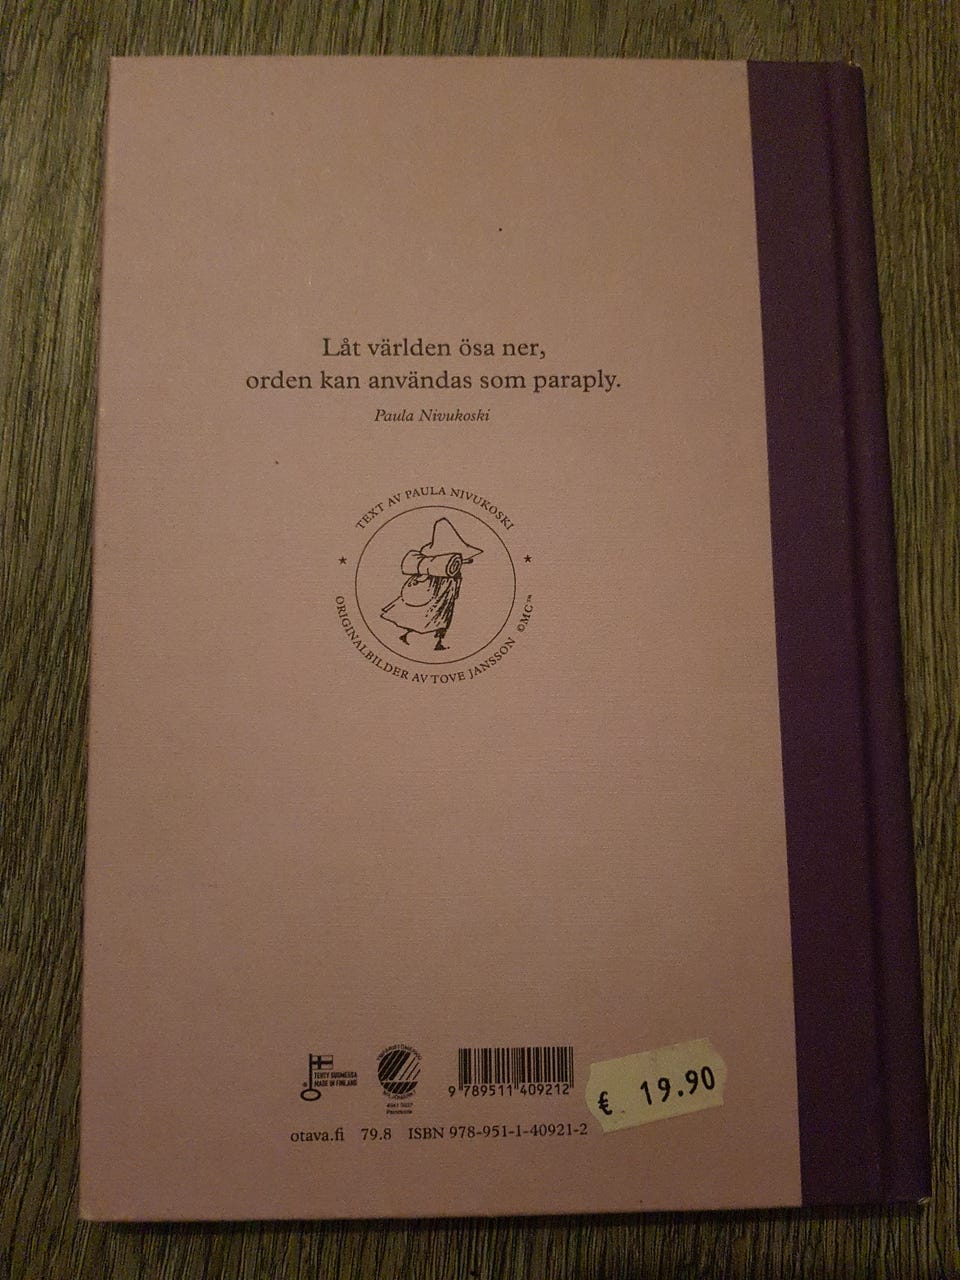 Låt världen ösa ner,
orden kan användas som paraply.
Paula Nivukoski
TEXT AV PAULA NIVUKOSKI
ORIGINALBILDER AV TOVE JANSSON ©MC™
TEHTY SUOMESSA
MADE IN FINLAND
9 789511 409212
€ 19.90
otava.fi 79.8 ISBN 978-951-1-40921-2